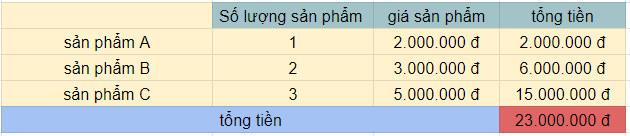 Số lượng sản phẩm giá sản phẩm tổng tiền
sản phẩm A 1 2.000.000 đ 2.000.000 đ
sản phẩm B 2 3.000.000 đ 6.000.000 đ
sản phẩm C 3 5.000.000 đ 15.000.000 đ
tổng tiền 23.000.000 đ